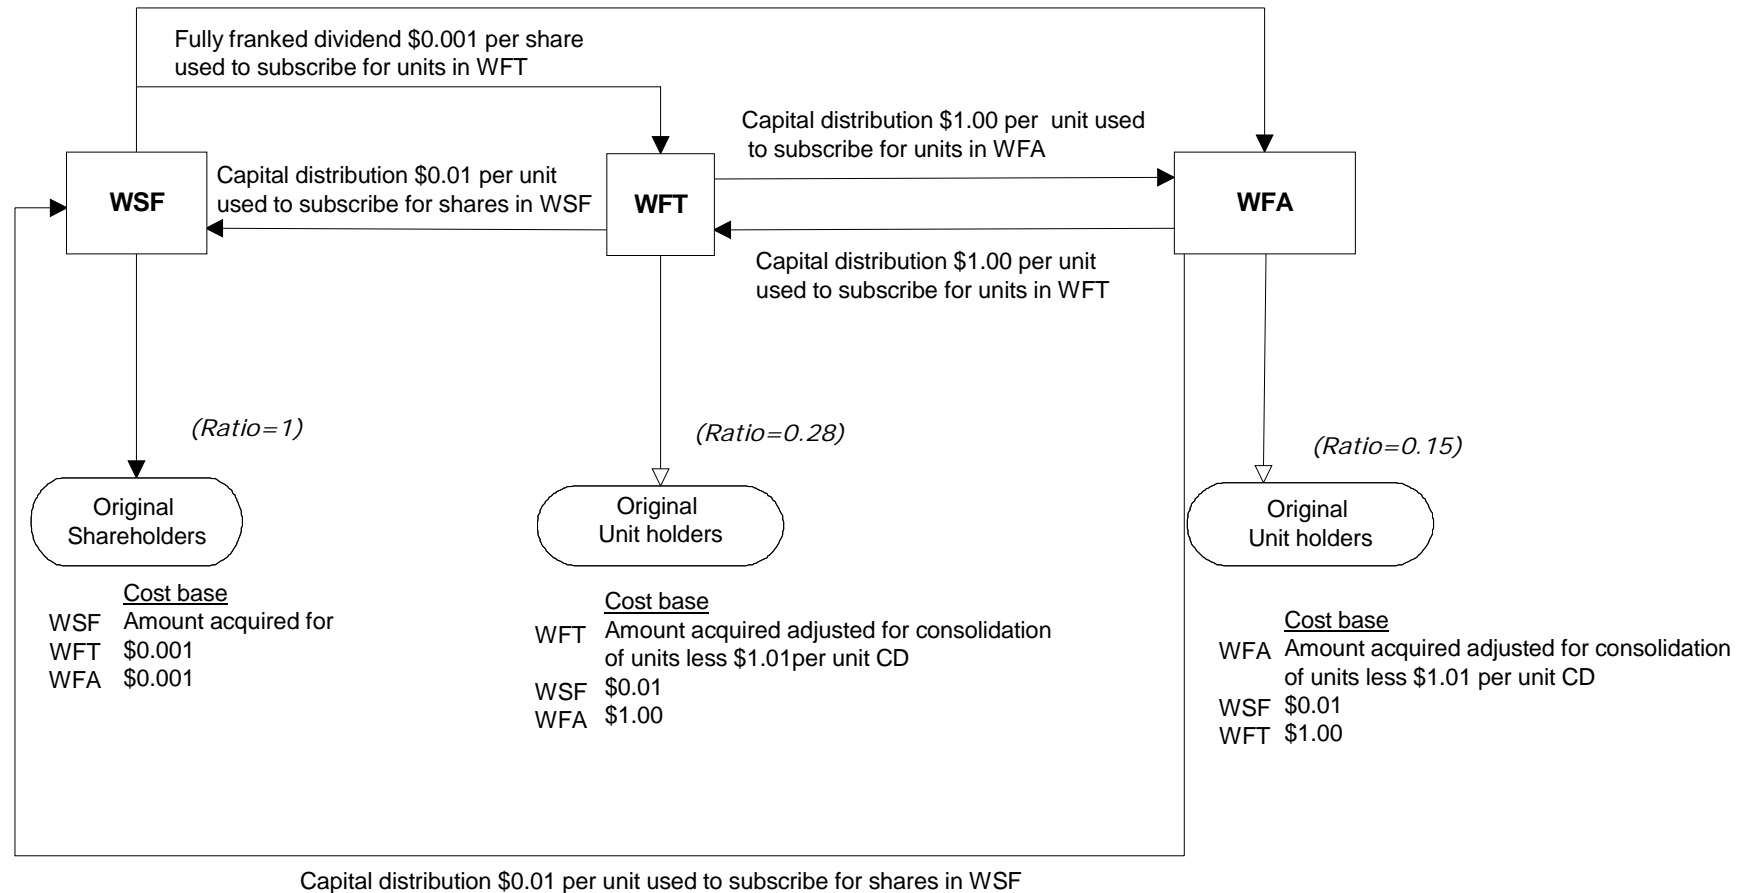 Fully franked dividend $0.001 per share
used to subscribe for units in WFT
Capital distribution $1.00 per unit used
to subscribe for units in WFA
WSF
Capital distribution $0.01 per unit
used to subscribe for shares in WSF
WFT
WFA
Capital distribution $1.00 per unit
used to subscribe for units in WFT
(Ratio=1)
(Ratio=0.28)
(Ratio=0.15)
Original
Shareholders
Original
Unit holders
Original
Unit holders
Cost base
WSF Amount acquired for
WFT $0.001
WFA $0.001
Cost base
WFT Amount acquired adjusted for consolidation
of units less $1.01per unit CD
WSF $0.01
WFA $1.00
Cost base
WFA Amount acquired adjusted for consolidation
of units less $1.01 per unit CD
WSF $0.01
WFT $1.00
Capital distribution $0.01 per unit used to subscribe for shares in WSF